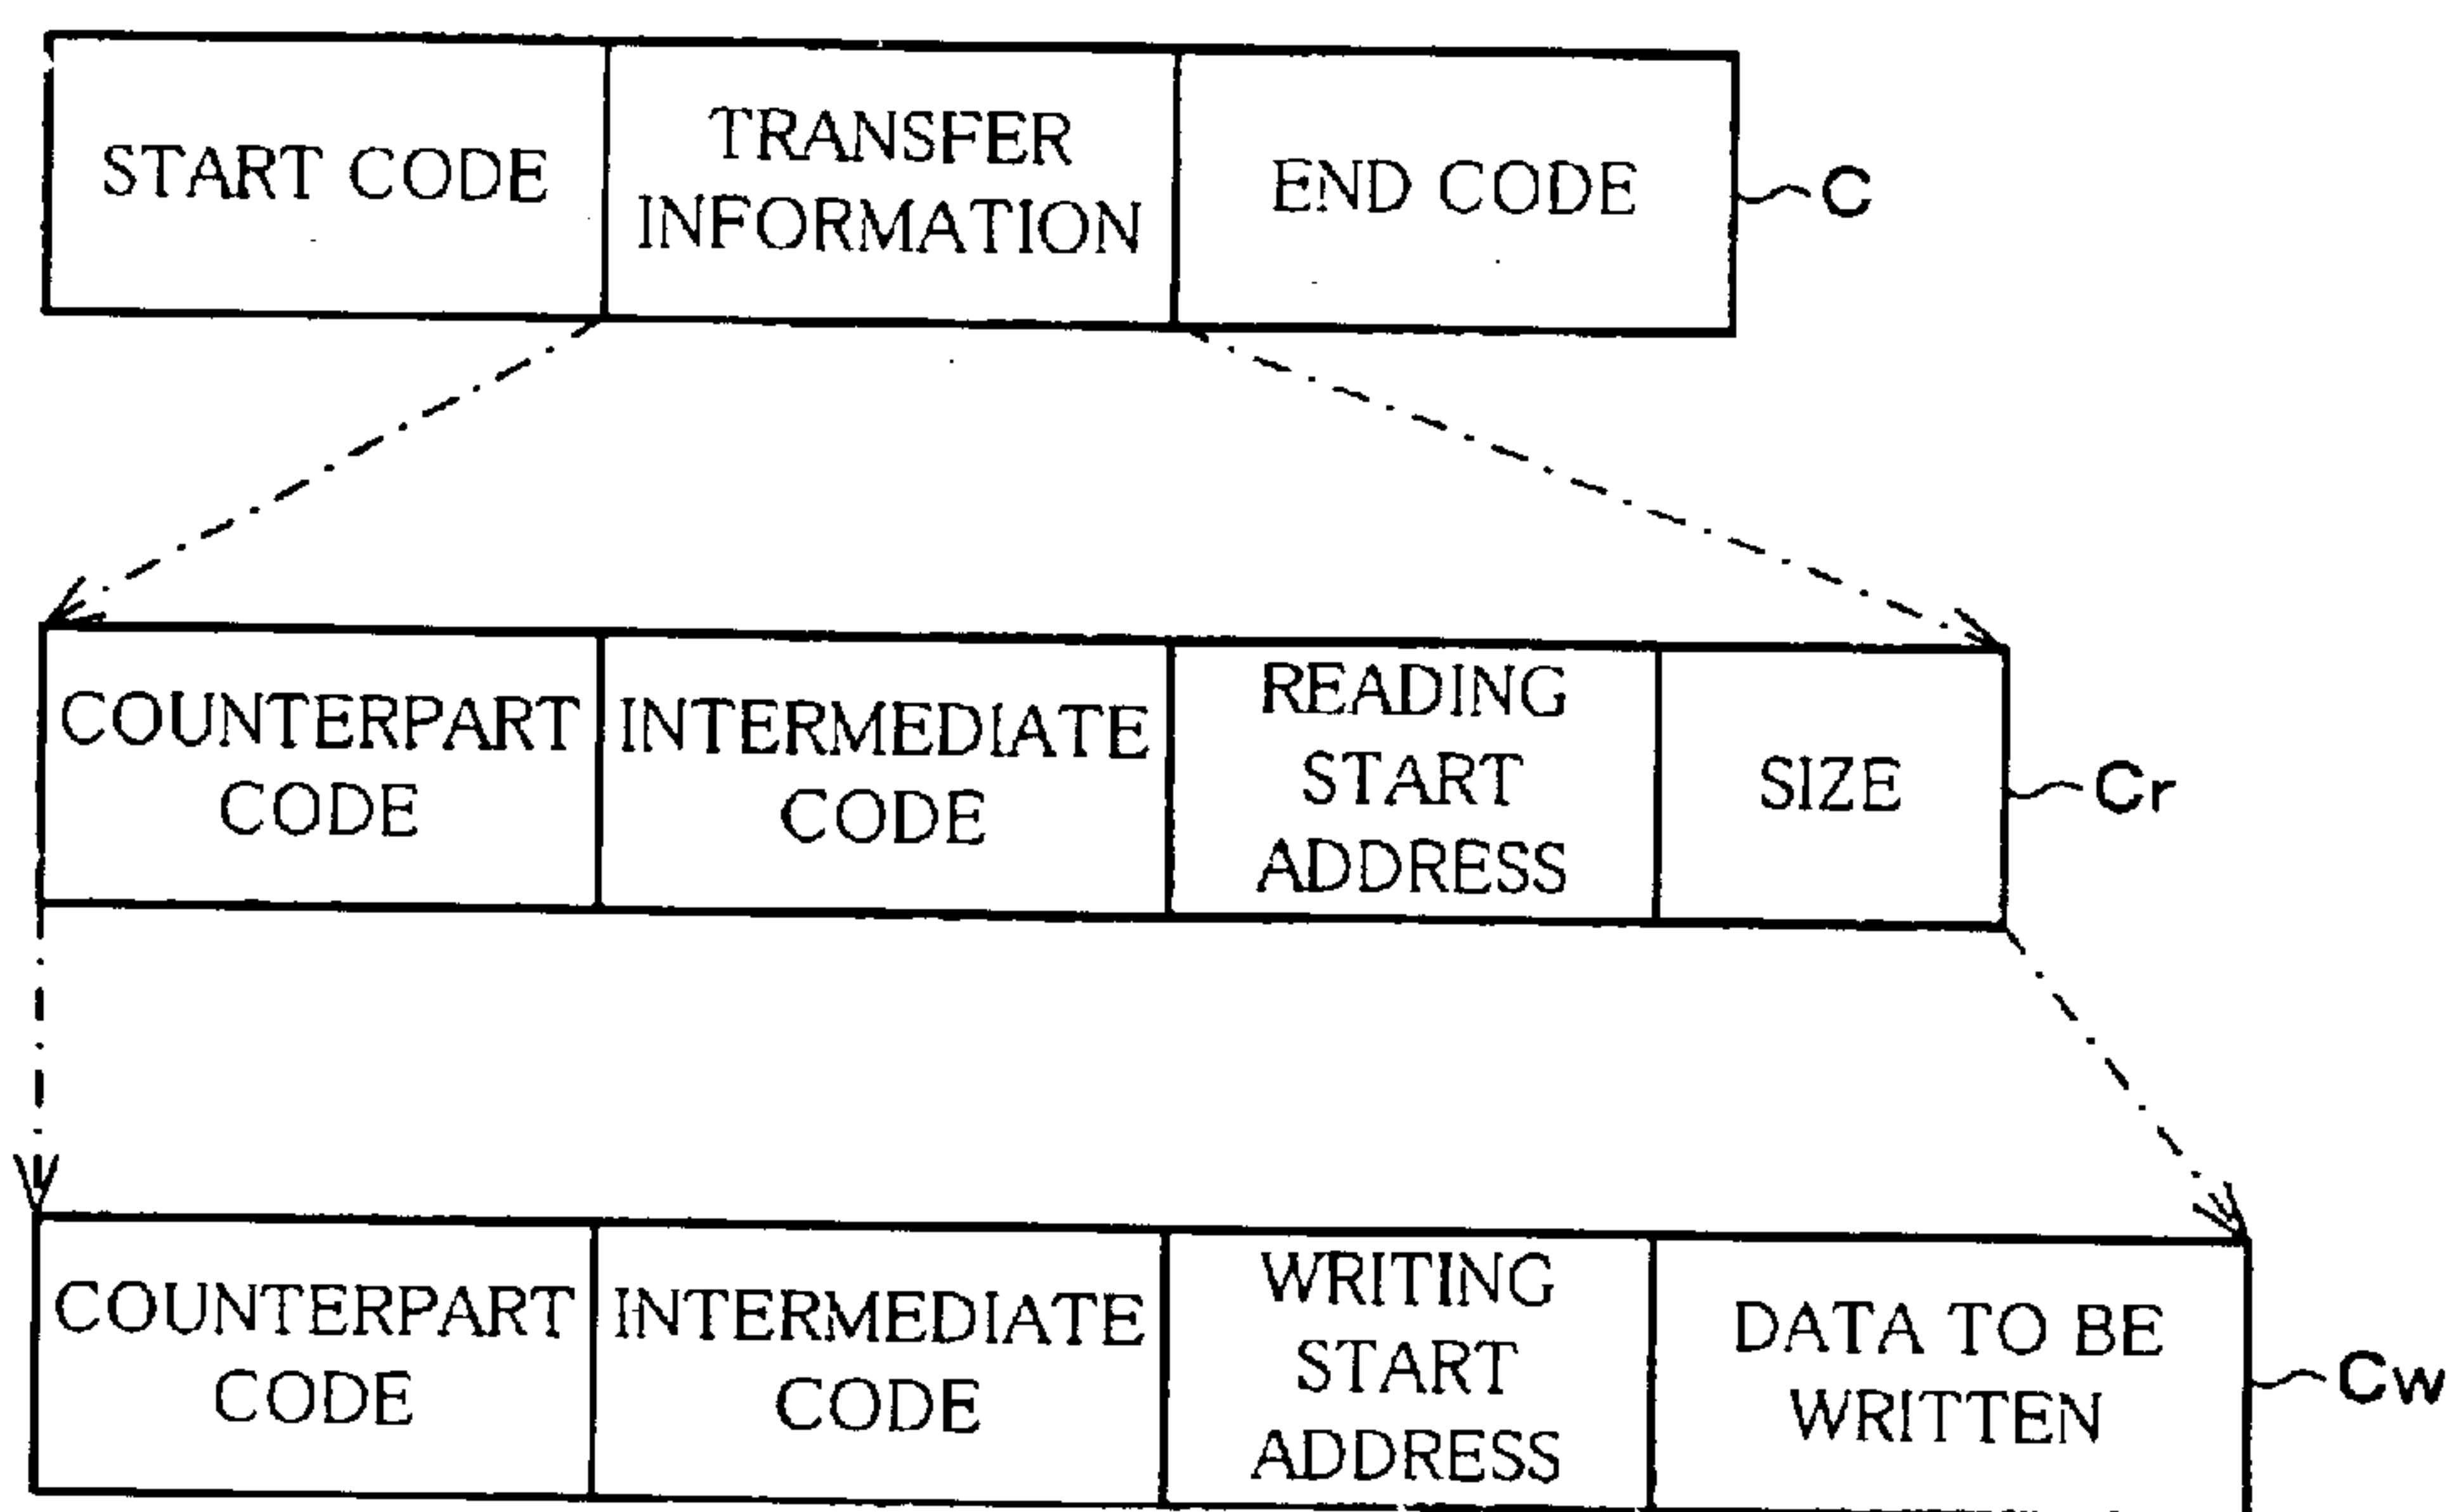 START CODE
TRANSFER
INFORMATION
END CODE
C
COUNTERPART
CODE
INTERMEDIATE
CODE
READING
START
ADDRESS
SIZE
Cr
COUNTERPART
CODE
INTERMEDIATE
CODE
WRITING
START
ADDRESS
DATA TO BE
WRITTEN
Cw